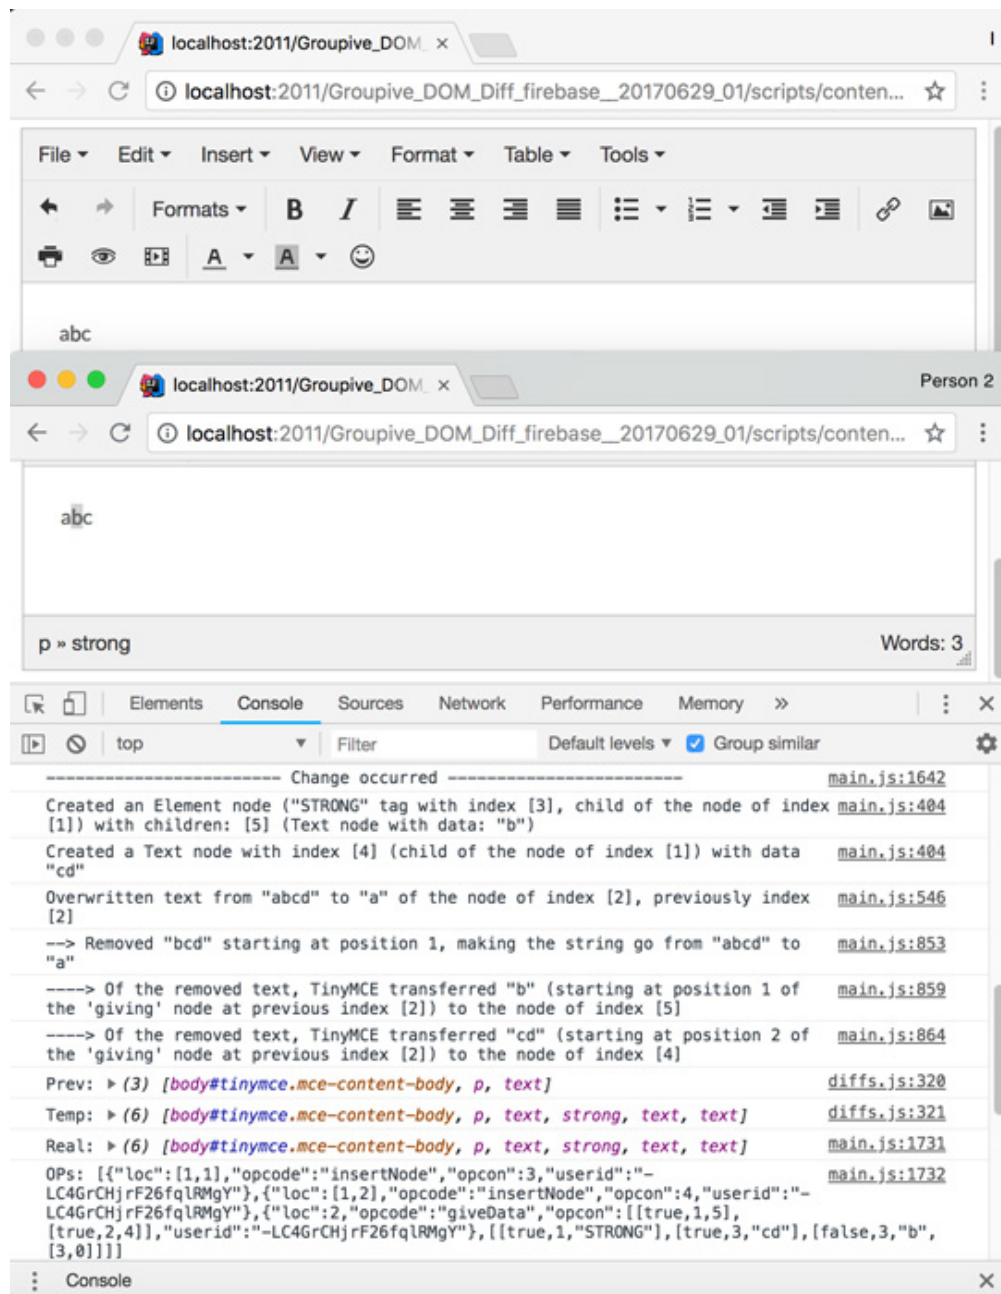 localhost:2011/Groupive_DOM_ ×
localhost:2011/Groupive_DOM_Diff_firebase__20170629_01/scripts/conten...
File Edit Insert View Format Table Tools
Formats B I
A A
abc
localhost:2011/Groupive_DOM_ × Person 2
localhost:2011/Groupive_DOM_Diff_firebase__20170629_01/scripts/conten...
abc
p » strong Words: 3
Elements Console Sources Network Performance Memory »
top Filter Default levels Group similar
------------------------- Change occurred ------------------------- main.js:1642
Created an Element node ("STRONG" tag with index [3], child of the node of index main.js:404
[1]) with children: [5] (Text node with data: "b")
Created a Text node with index [4] (child of the node of index [1]) with data main.js:404
"cd"
Overwritten text from "abcd" to "a" of the node of index [2], previously index main.js:546
[2]
--> Removed "bcd" starting at position 1, making the string go from "abcd" to main.js:853
"a"
----> Of the removed text, TinyMCE transferred "b" (starting at position 1 of main.js:859
the 'giving' node at previous index [2]) to the node of index [5]
----> Of the removed text, TinyMCE transferred "cd" (starting at position 2 of main.js:864
the 'giving' node at previous index [2]) to the node of index [4]
Prev: (3) [body#tinymce.mce-content-body, p, text] diffs.js:320
Temp: (6) [body#tinymce.mce-content-body, p, text, strong, text, text] diffs.js:321
Real: (6) [body#tinymce.mce-content-body, p, text, strong, text, text] main.js:1731
OPs: [{"loc":[1,1],"opcode":"insertNode","opcon":3,"userid":"- main.js:1732
LC4GrCHjrF26fqlRMgY"},{"loc":[1,2],"opcode":"insertNode","opcon":4,"userid":"-
LC4GrCHjrF26fqlRMgY"},{"loc":2,"opcode":"giveData","opcon":[[true,1,5],
[true,2,4]],"userid":"-LC4GrCHjrF26fqlRMgY"},[[true,1,"STRONG"],[true,3,"cd"],[false,3,"b",
[3,0]]]]
Console